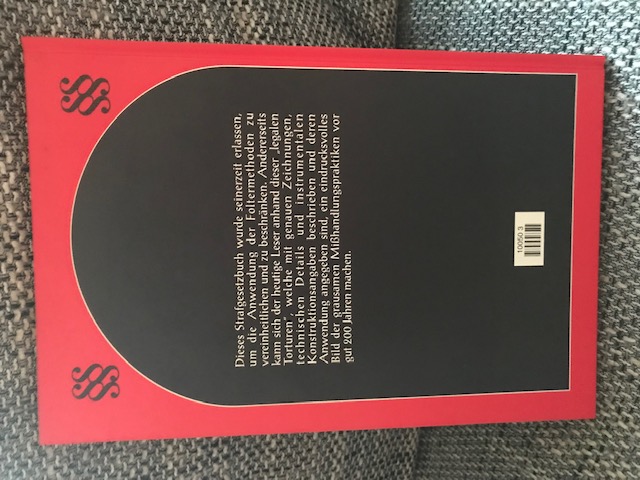 §§ §§
Dieses Strafgesetzbuch wurde seinerzeit erlassen,
um die Anwendung der Foltermethoden zu
vereinheitlichen und zu beschränken. Andererseits
kann sich der heutige Leser anhand dieser „legalen
Torturen", welche mit genauen Zeichnungen,
technischen Details und instrumentalen
Konstruktionsangaben beschrieben und deren
Anwendung angegeben sind, ein eindrucksvolles
Bild der grausamen Mißhandlungspraktiken vor
gut 200 Jahren machen.
10050 3